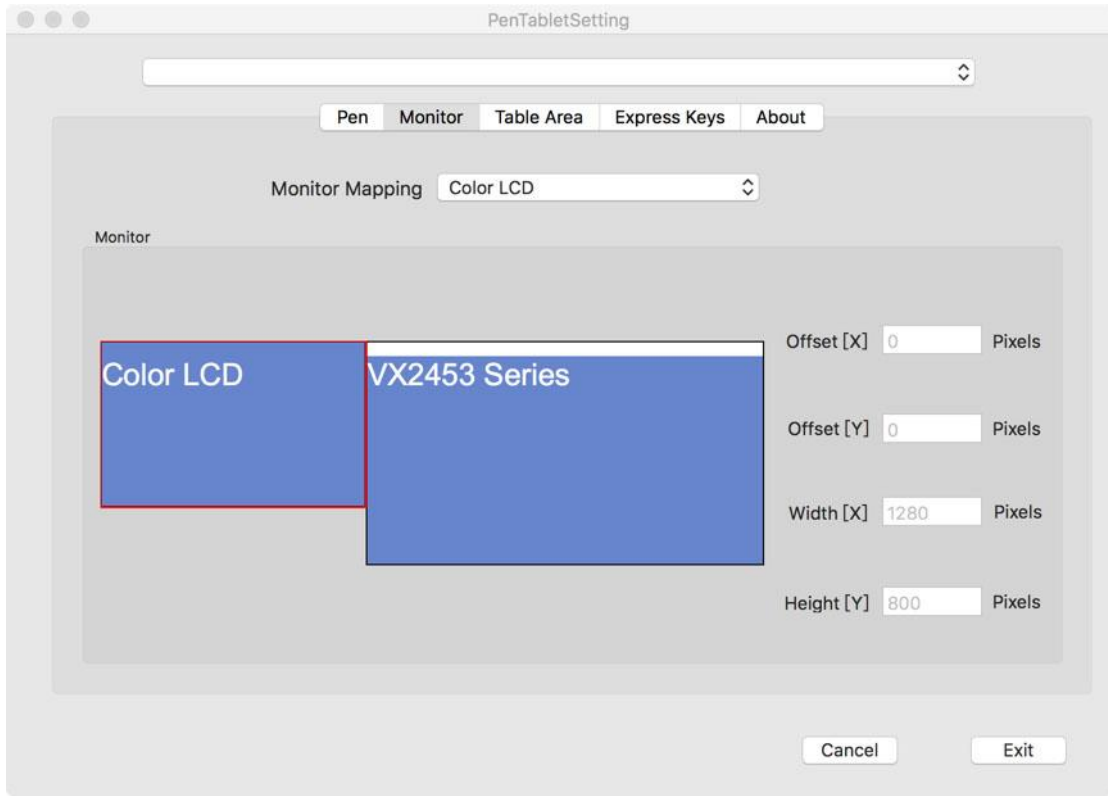 PenTabletSetting
Pen Monitor Table Area Express Keys About
Monitor Mapping Color LCD
Monitor
Color LCD VX2453 Series
Offset [X] 0 Pixels
Offset [Y] 0 Pixels
Width [X] 1280 Pixels
Height [Y] 800 Pixels
Cancel Exit